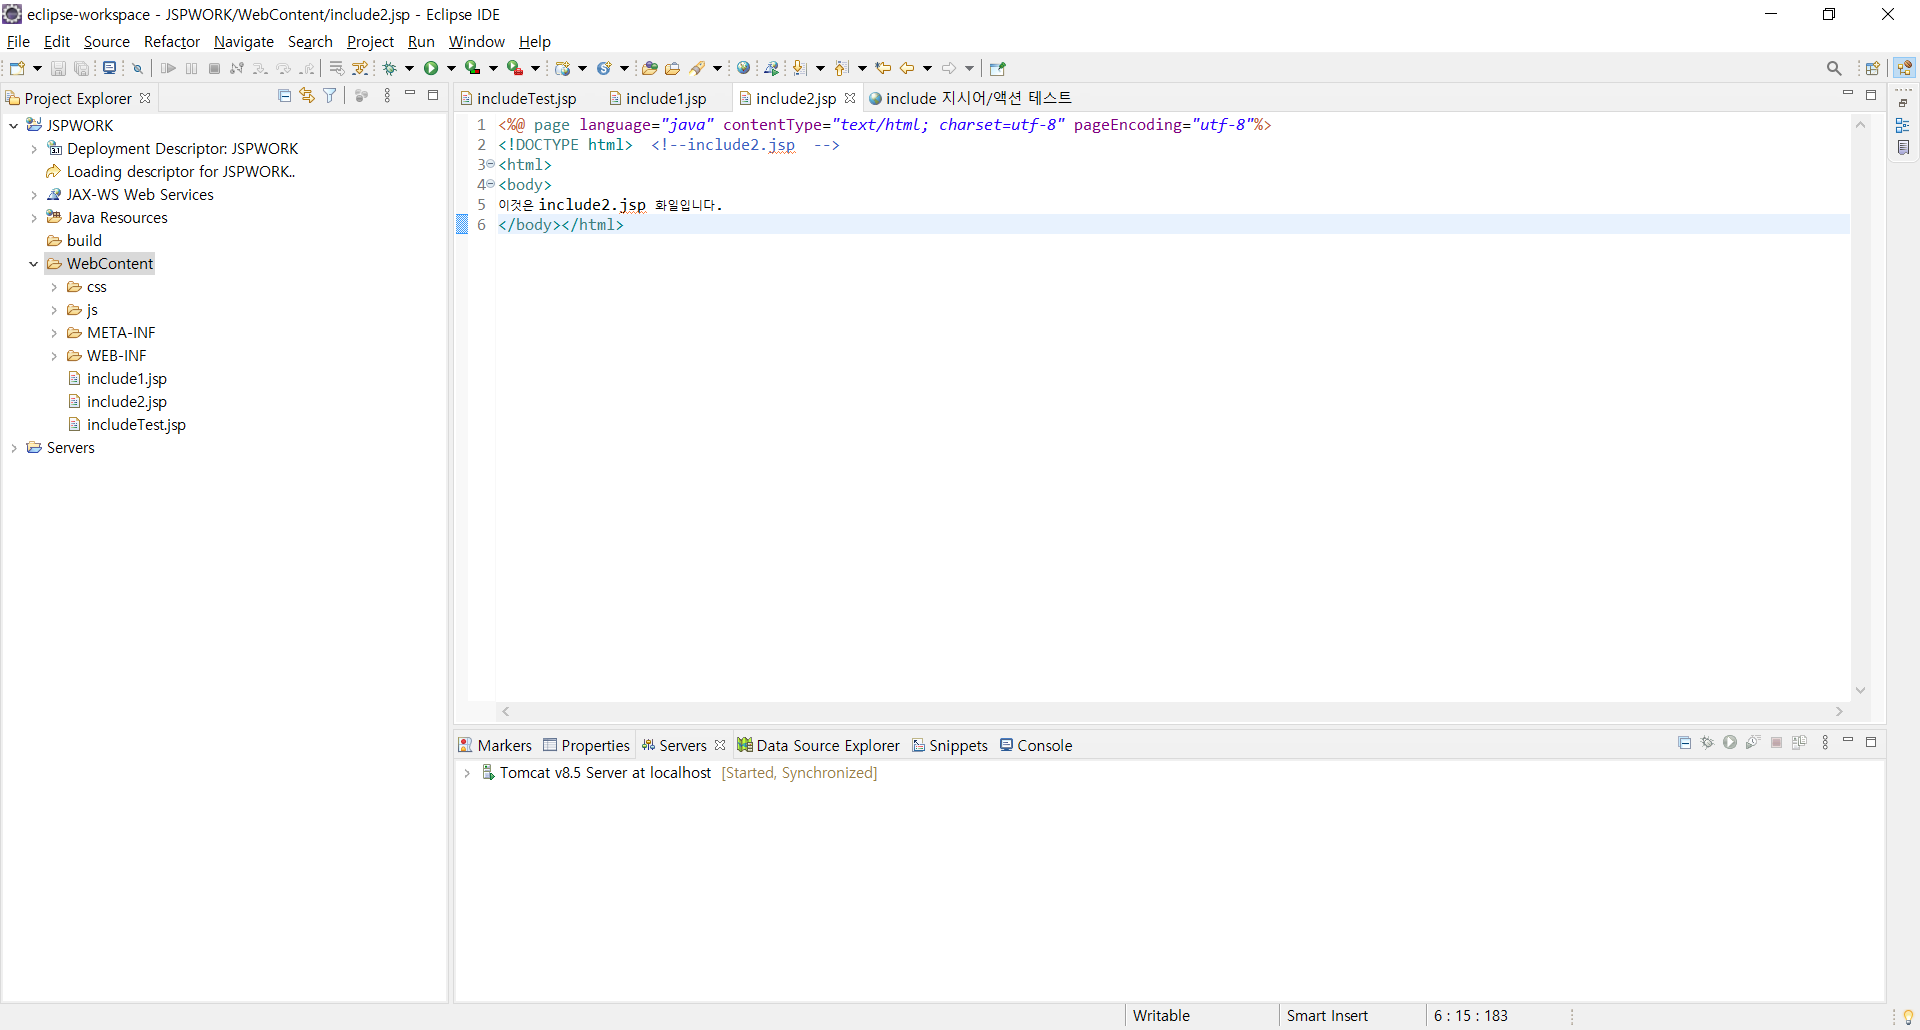 eclipse-workspace - JSPWORK/WebContent/include2.jsp - Eclipse IDE
File Edit Source Refactor Navigate Search Project Run Window Help
Project Explorer
JSPWORK
Deployment Descriptor: JSPWORK
Loading descriptor for JSPWORK..
JAX-WS Web Services
Java Resources
build
WebContent
css
js
META-INF
WEB-INF
include1.jsp
include2.jsp
includeTest.jsp
Servers
includeTest.jsp include1.jsp include2.jsp include 지시어/액션 테스트
1 <%@ page language="java" contentType="text/html; charset=utf-8" pageEncoding="utf-8"%>
2 <!DOCTYPE html>  <!--include2.jsp  -->
3 <html>
4 <body>
5 이것은 include2.jsp 화일입니다.
6 </body></html>
Markers Properties Servers Data Source Explorer Snippets Console
Tomcat v8.5 Server at localhost [Started, Synchronized]
Writable Smart Insert 6 : 15 : 183